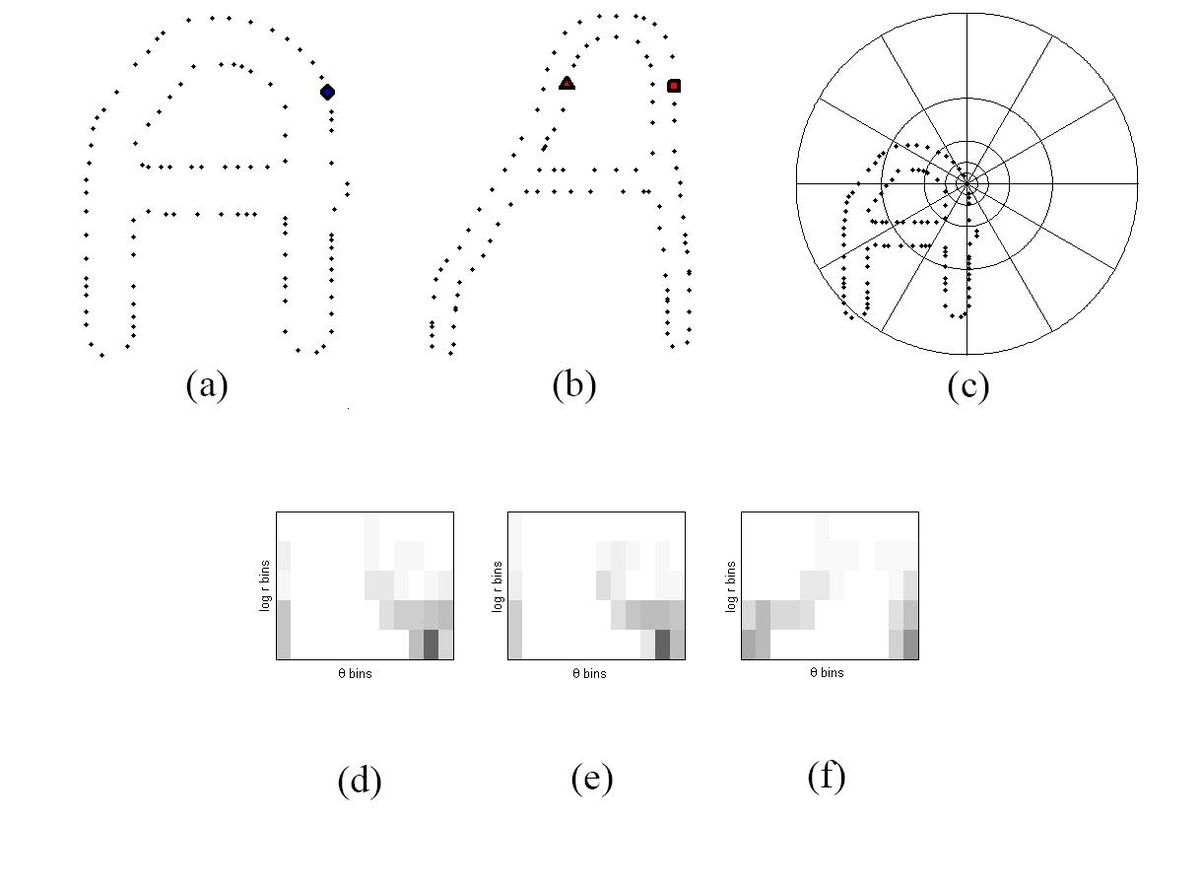 (a)
(b)
(c)
log r bins
θ bins
log r bins
θ bins
log r bins
θ bins
(d)
(e)
(f)